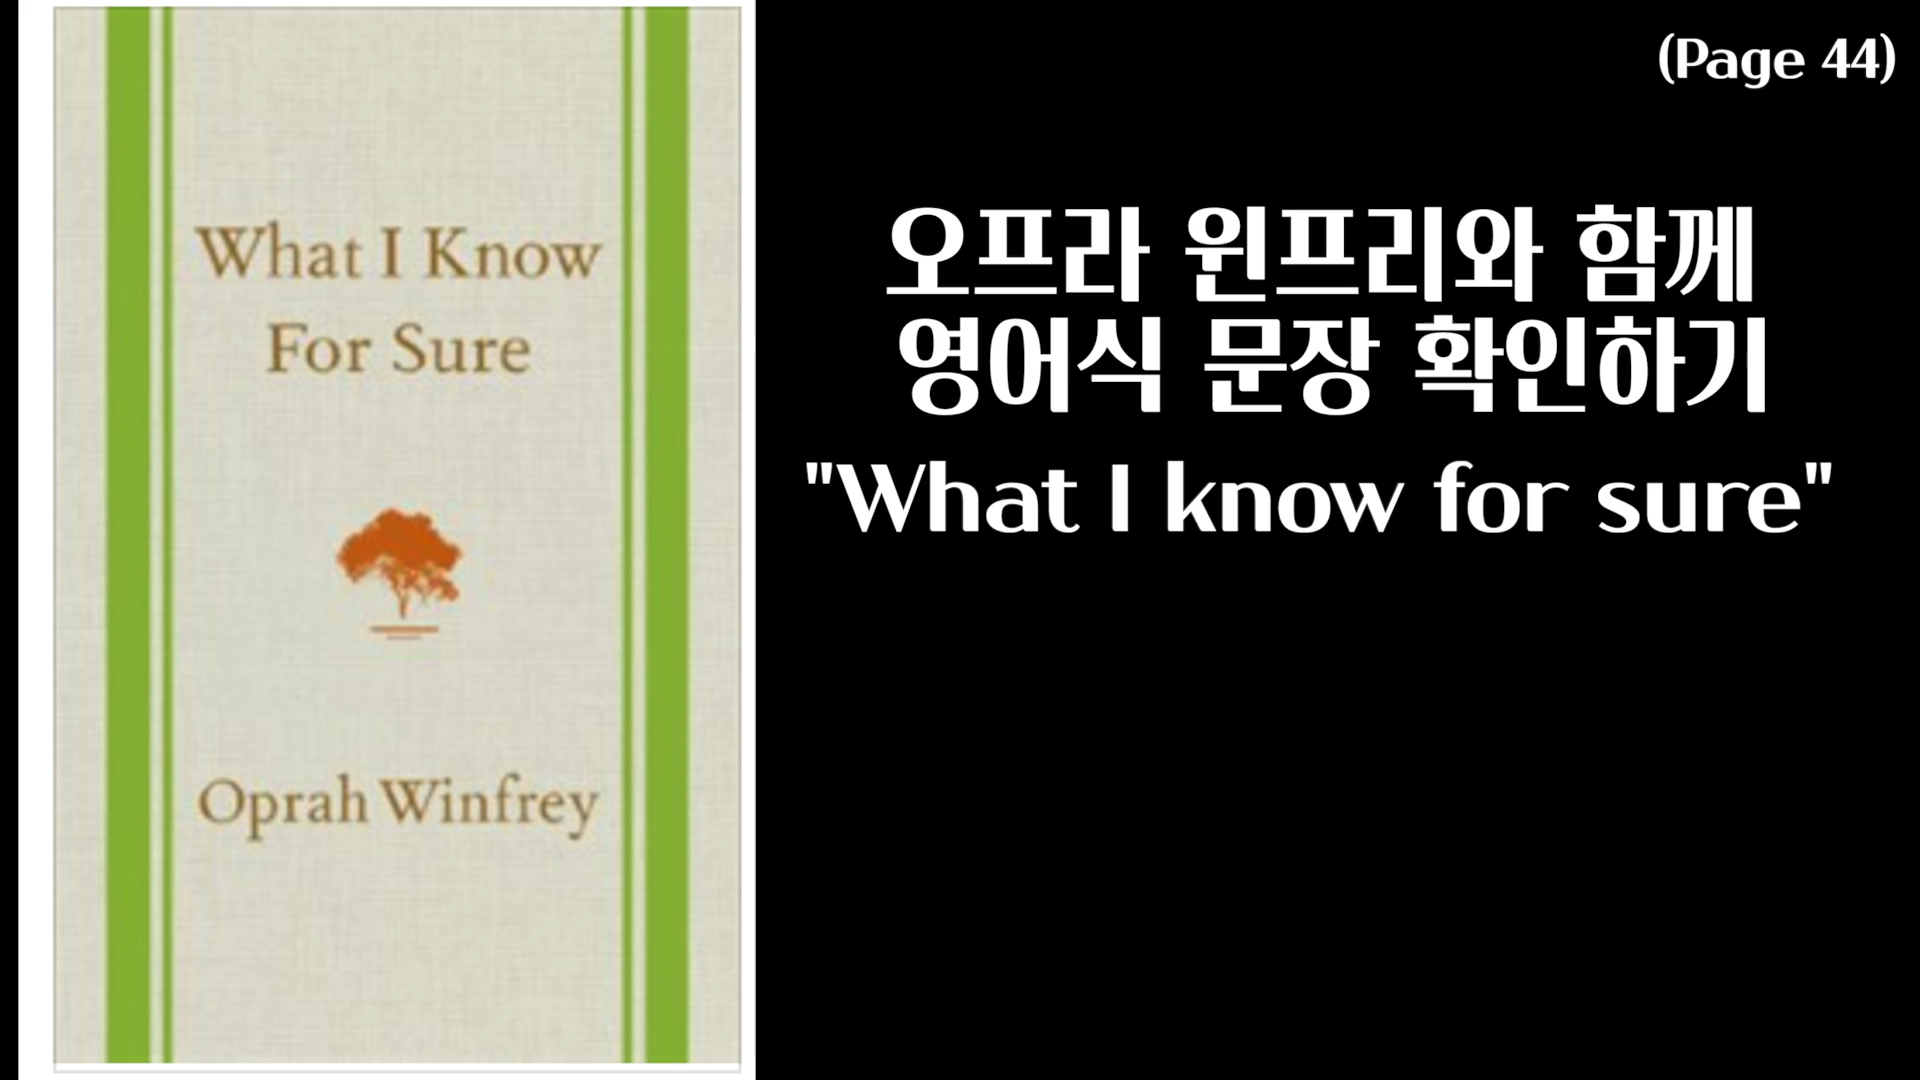 What I Know
For Sure
Oprah Winfrey
(Page 44)
오프라 윈프리와 함께
영어식 문장 확인하기
"What I know for sure"